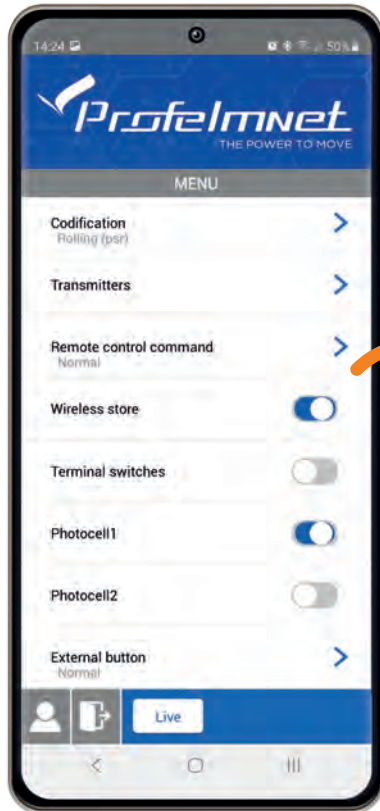 14:24
50%
Profelmnet
THE POWER TO MOVE
MENU
Codification
Rolling (psr)
Transmitters
Remote control command
Normal
Wireless store
Terminal switches
Photocell1
Photocell2
External button
Normal
Live